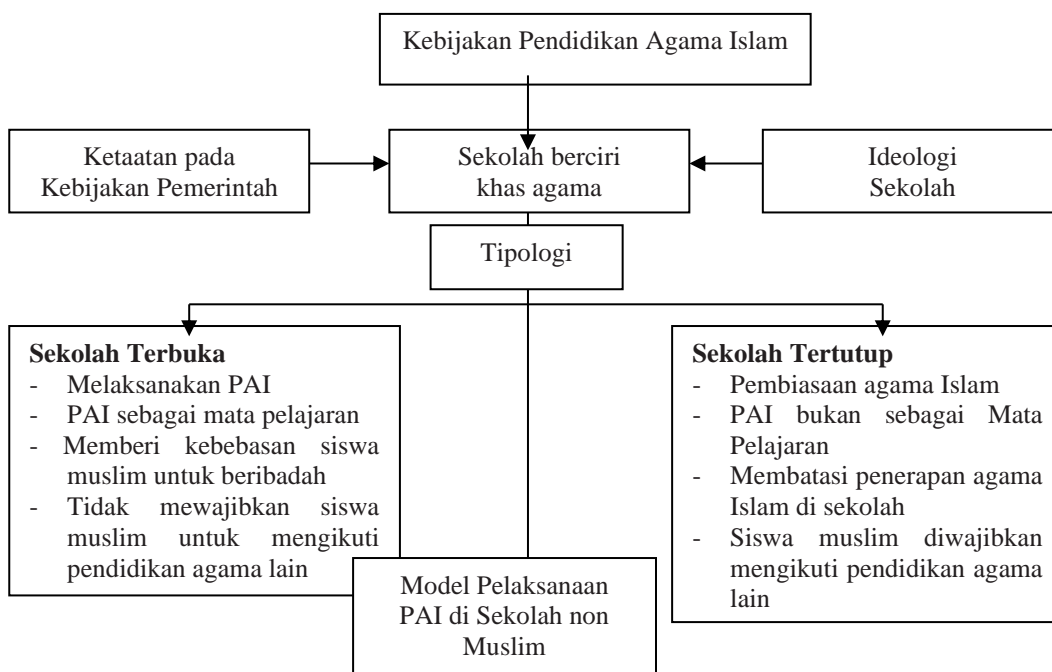 Kebijakan Pendidikan Agama Islam
Ketaatan pada
Kebijakan Pemerintah
Sekolah berciri
khas agama
Ideologi
Sekolah
Tipologi
Sekolah Terbuka
- Melaksanakan PAI
- PAI sebagai mata pelajaran
- Memberi kebebasan siswa
muslim untuk beribadah
- Tidak mewajibkan siswa
muslim untuk mengikuti
pendidikan agama lain
Sekolah Tertutup
- Pembiasaan agama Islam
- PAI bukan sebagai Mata
Pelajaran
- Membatasi penerapan agama
Islam di sekolah
- Siswa muslim diwajibkan
mengikuti pendidikan agama
lain
Model Pelaksanaan
PAI di Sekolah non
Muslim